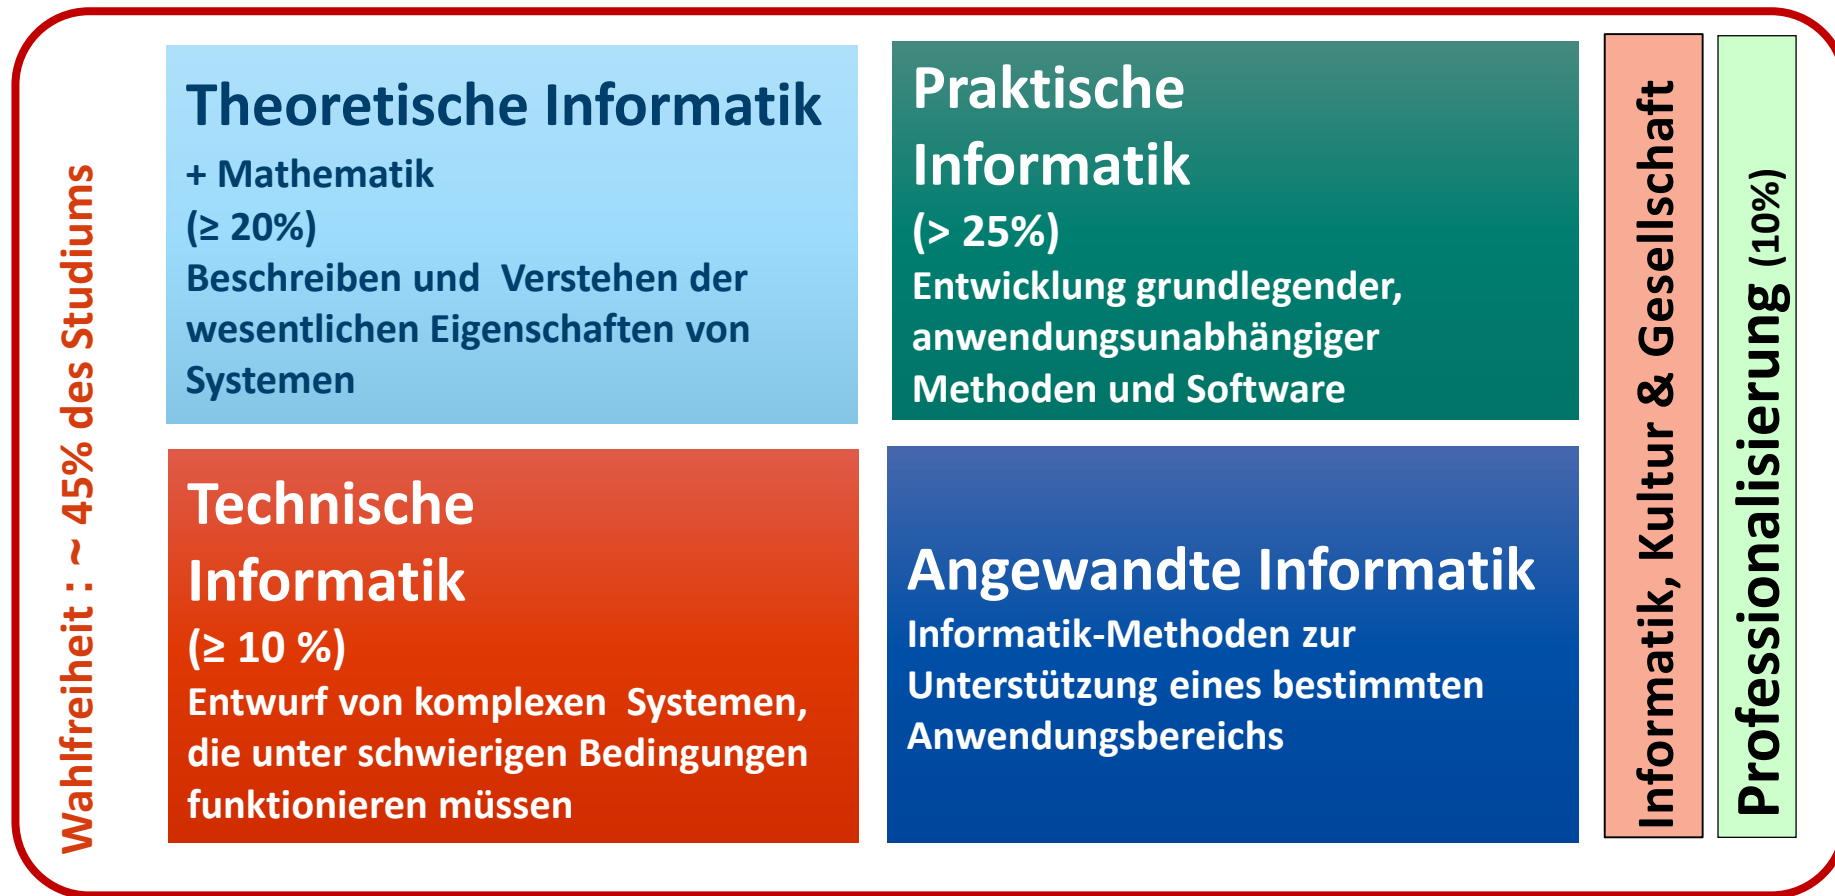 Wahlfreiheit : ~ 45% des Studiums
Theoretische Informatik
+ Mathematik
(≥ 20%)
Beschreiben und Verstehen der
wesentlichen Eigenschaften von
Systemen
Praktische
Informatik
(> 25%)
Entwicklung grundlegender,
anwendungsunabhängiger
Methoden und Software
Technische
Informatik
(≥ 10 %)
Entwurf von komplexen Systemen,
die unter schwierigen Bedingungen
funktionieren müssen
Angewandte Informatik
Informatik-Methoden zur
Unterstützung eines bestimmten
Anwendungsbereichs
Informatik, Kultur & Gesellschaft
Professionalisierung (10%)